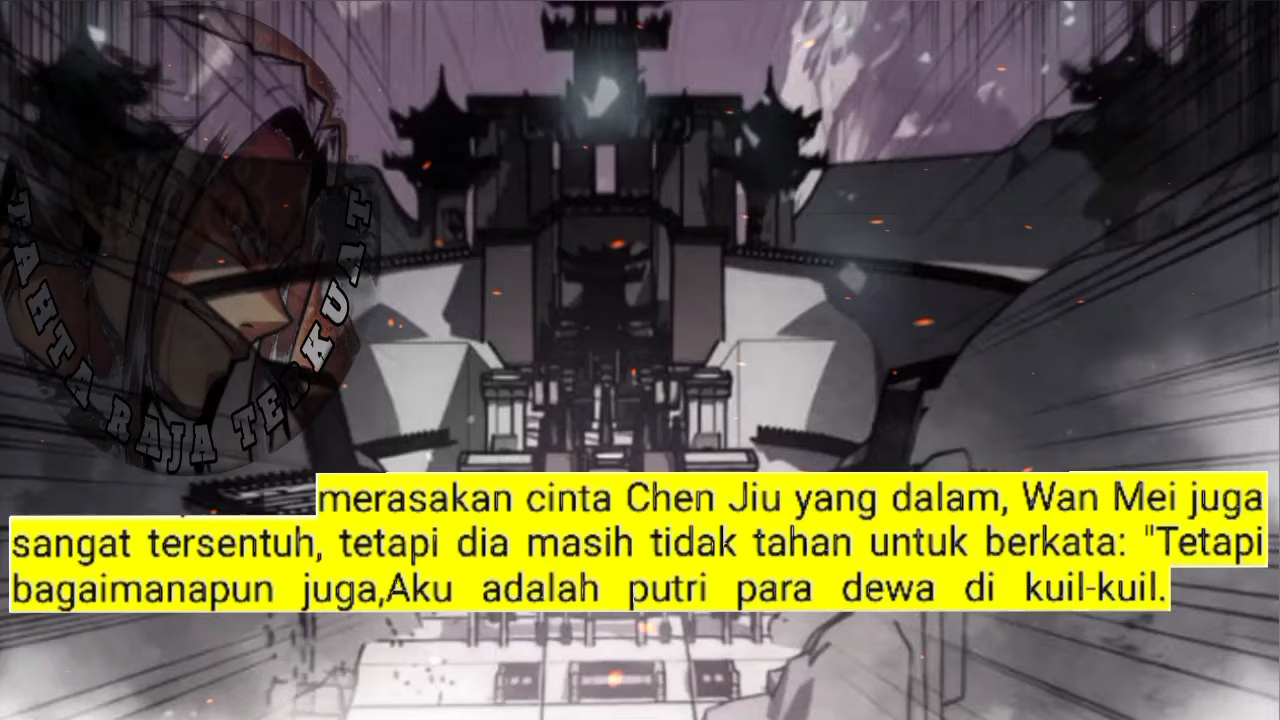 TAHTA RAJA TERKUAT
merasakan cinta Chen Jiu yang dalam, Wan Mei juga
sangat tersentuh, tetapi dia masih tidak tahan untuk berkata: "Tetapi
bagaimanapun juga,Aku adalah putri para dewa di kuil-kuil.